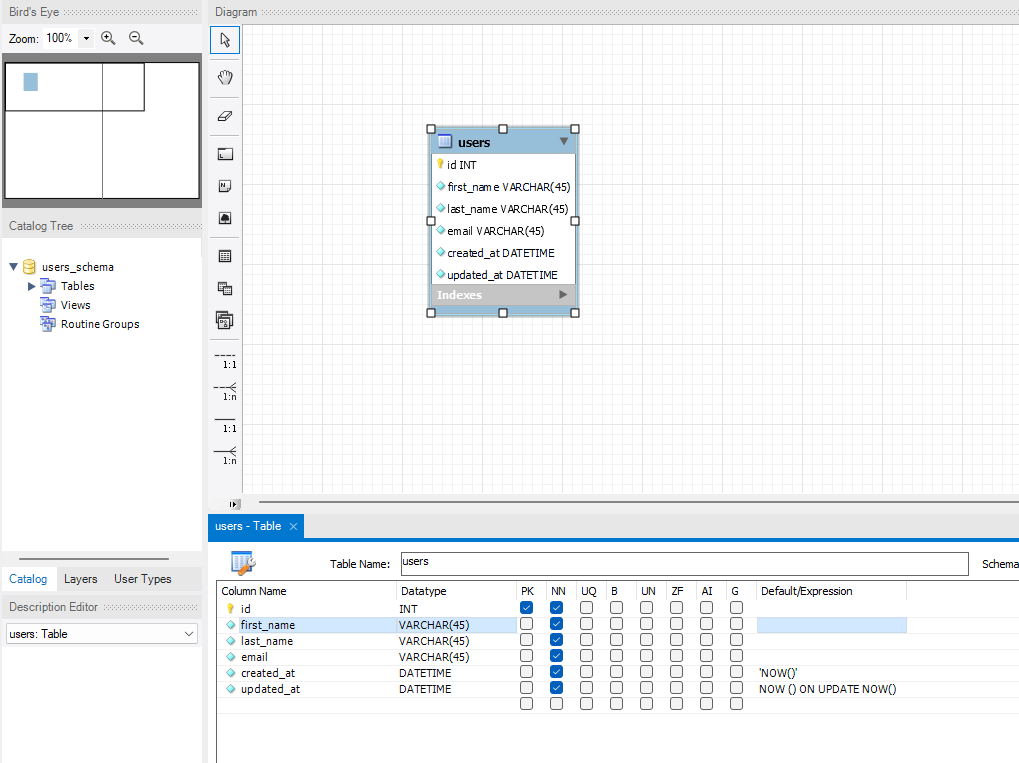 Bird's Eye
Zoom: 100%
Catalog Tree
users_schema
Tables
Views
Routine Groups
Catalog Layers User Types
Description Editor
users: Table
Diagram
1:1
1:n
1:1
1:n
users
id INT
first_name VARCHAR(45)
last_name VARCHAR(45)
email VARCHAR(45)
created_at DATETIME
updated_at DATETIME
Indexes
users - Table
Table Name: users Schema
Column Name Datatype PK NN UQ B UN ZF AI G Default/Expression
id INT
first_name VARCHAR(45)
last_name VARCHAR(45)
email VARCHAR(45)
created_at DATETIME 'NOW()'
updated_at DATETIME NOW () ON UPDATE NOW()